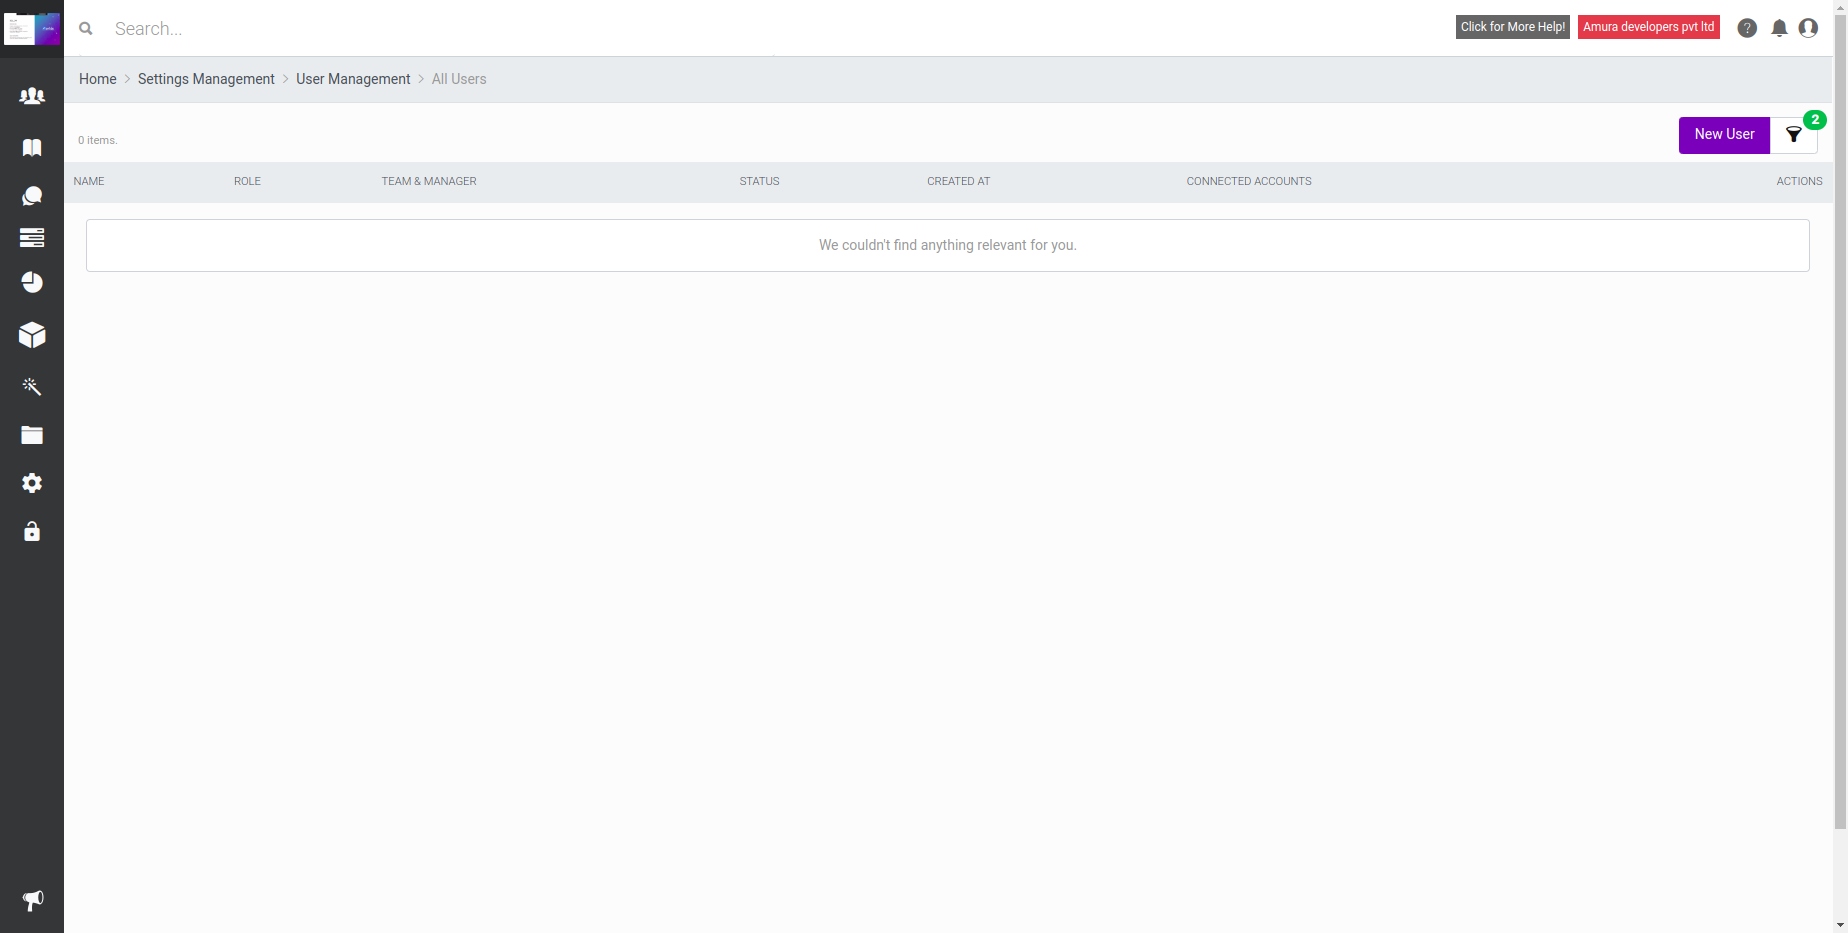 Search...
Click for More Help!
Amura developers pvt ltd
Home > Settings Management > User Management > All Users
0 items.
New User
2
NAME ROLE TEAM & MANAGER STATUS CREATED AT CONNECTED ACCOUNTS ACTIONS
We couldn't find anything relevant for you.